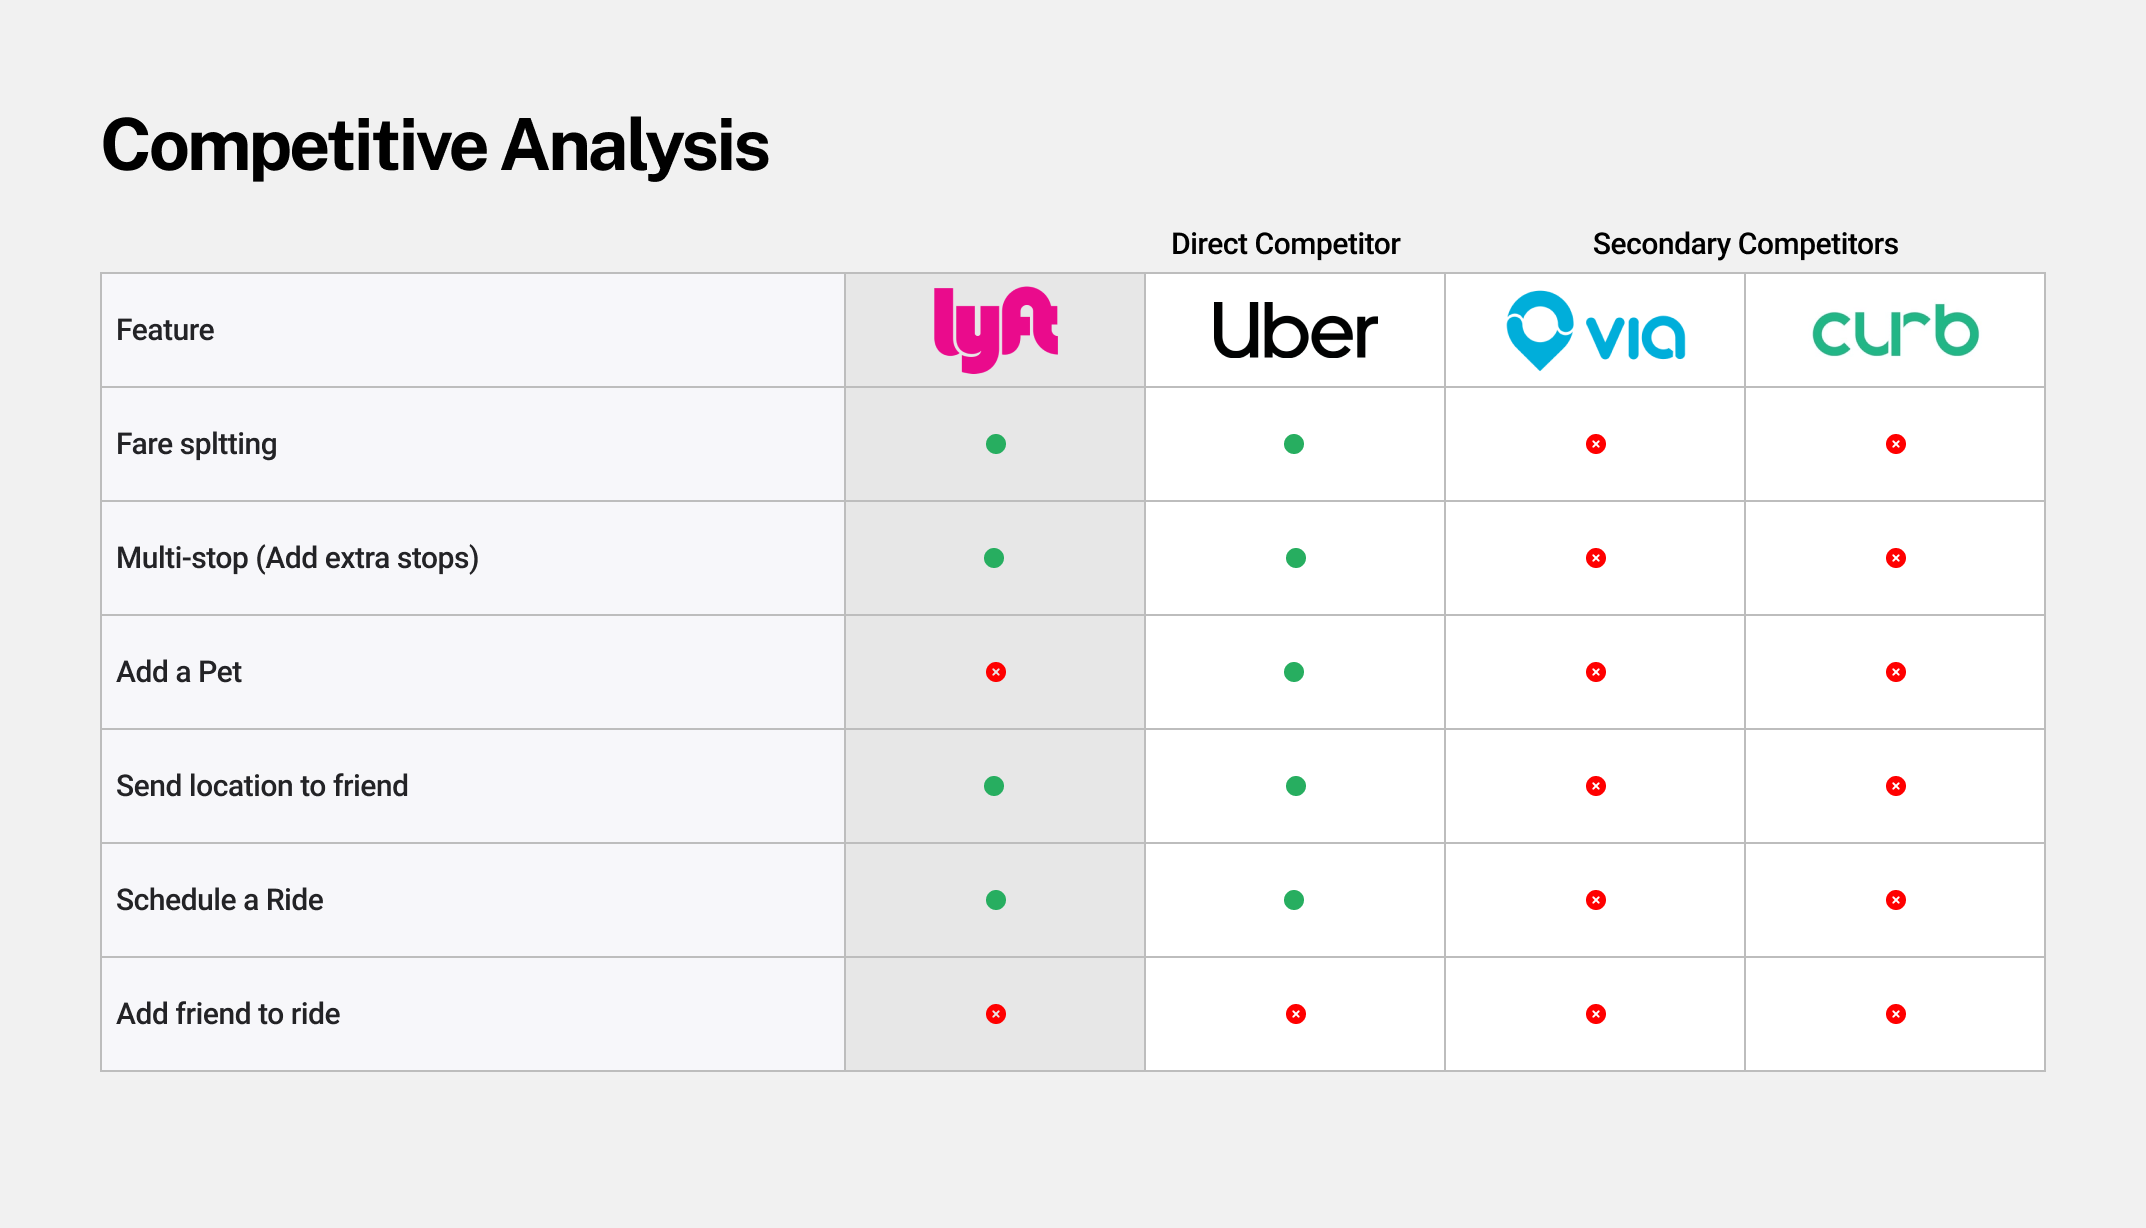 Competitive Analysis
Direct Competitor
Secondary Competitors
Feature
lyft
Uber
via
curb
Fare spltting
Multi-stop (Add extra stops)
Add a Pet
Send location to friend
Schedule a Ride
Add friend to ride